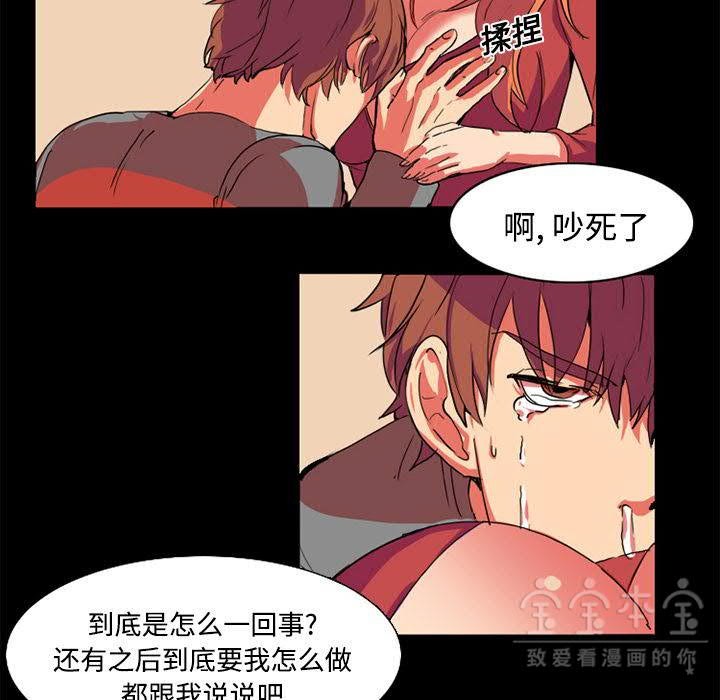 揉捏
啊, 吵死了
到底是怎么一回事?
还有之后到底要我怎么做
都跟我说说吧
宝宝本宝
致爱看漫画的你